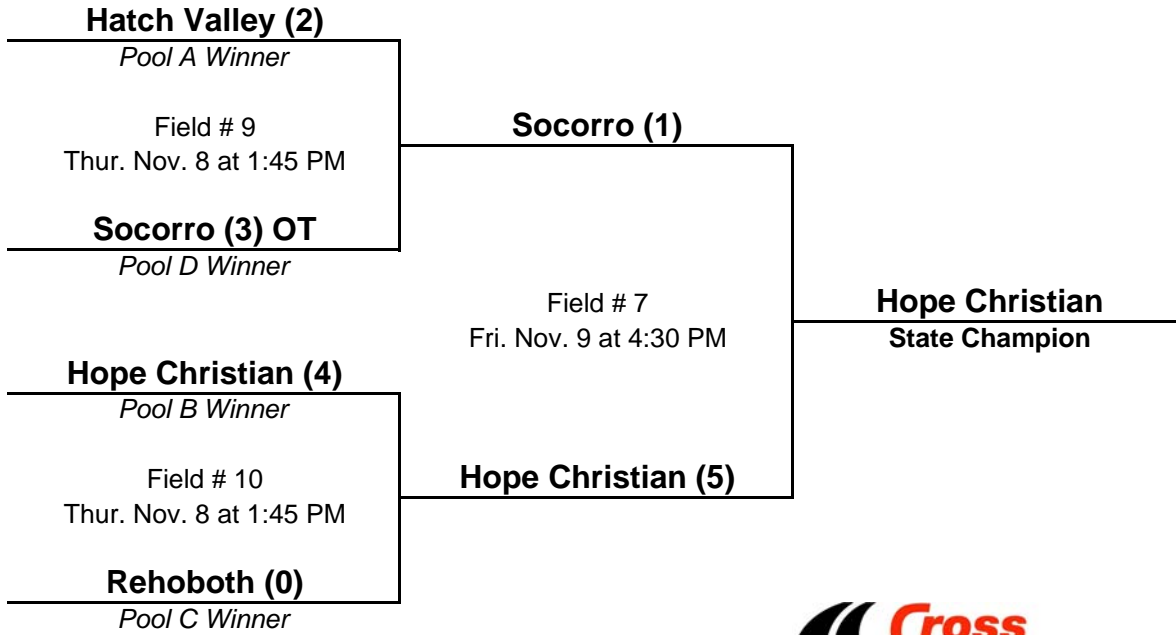 Hatch Valley (2)
Pool A Winner
Field # 9
Thur. Nov. 8 at 1:45 PM
Socorro (3) OT
Pool D Winner
Socorro (1)
Field # 7
Fri. Nov. 9 at 4:30 PM
Hope Christian
State Champion
Hope Christian (4)
Pool B Winner
Field # 10
Thur. Nov. 8 at 1:45 PM
Hope Christian (5)
Rehoboth (0)
Pool C Winner
Cross